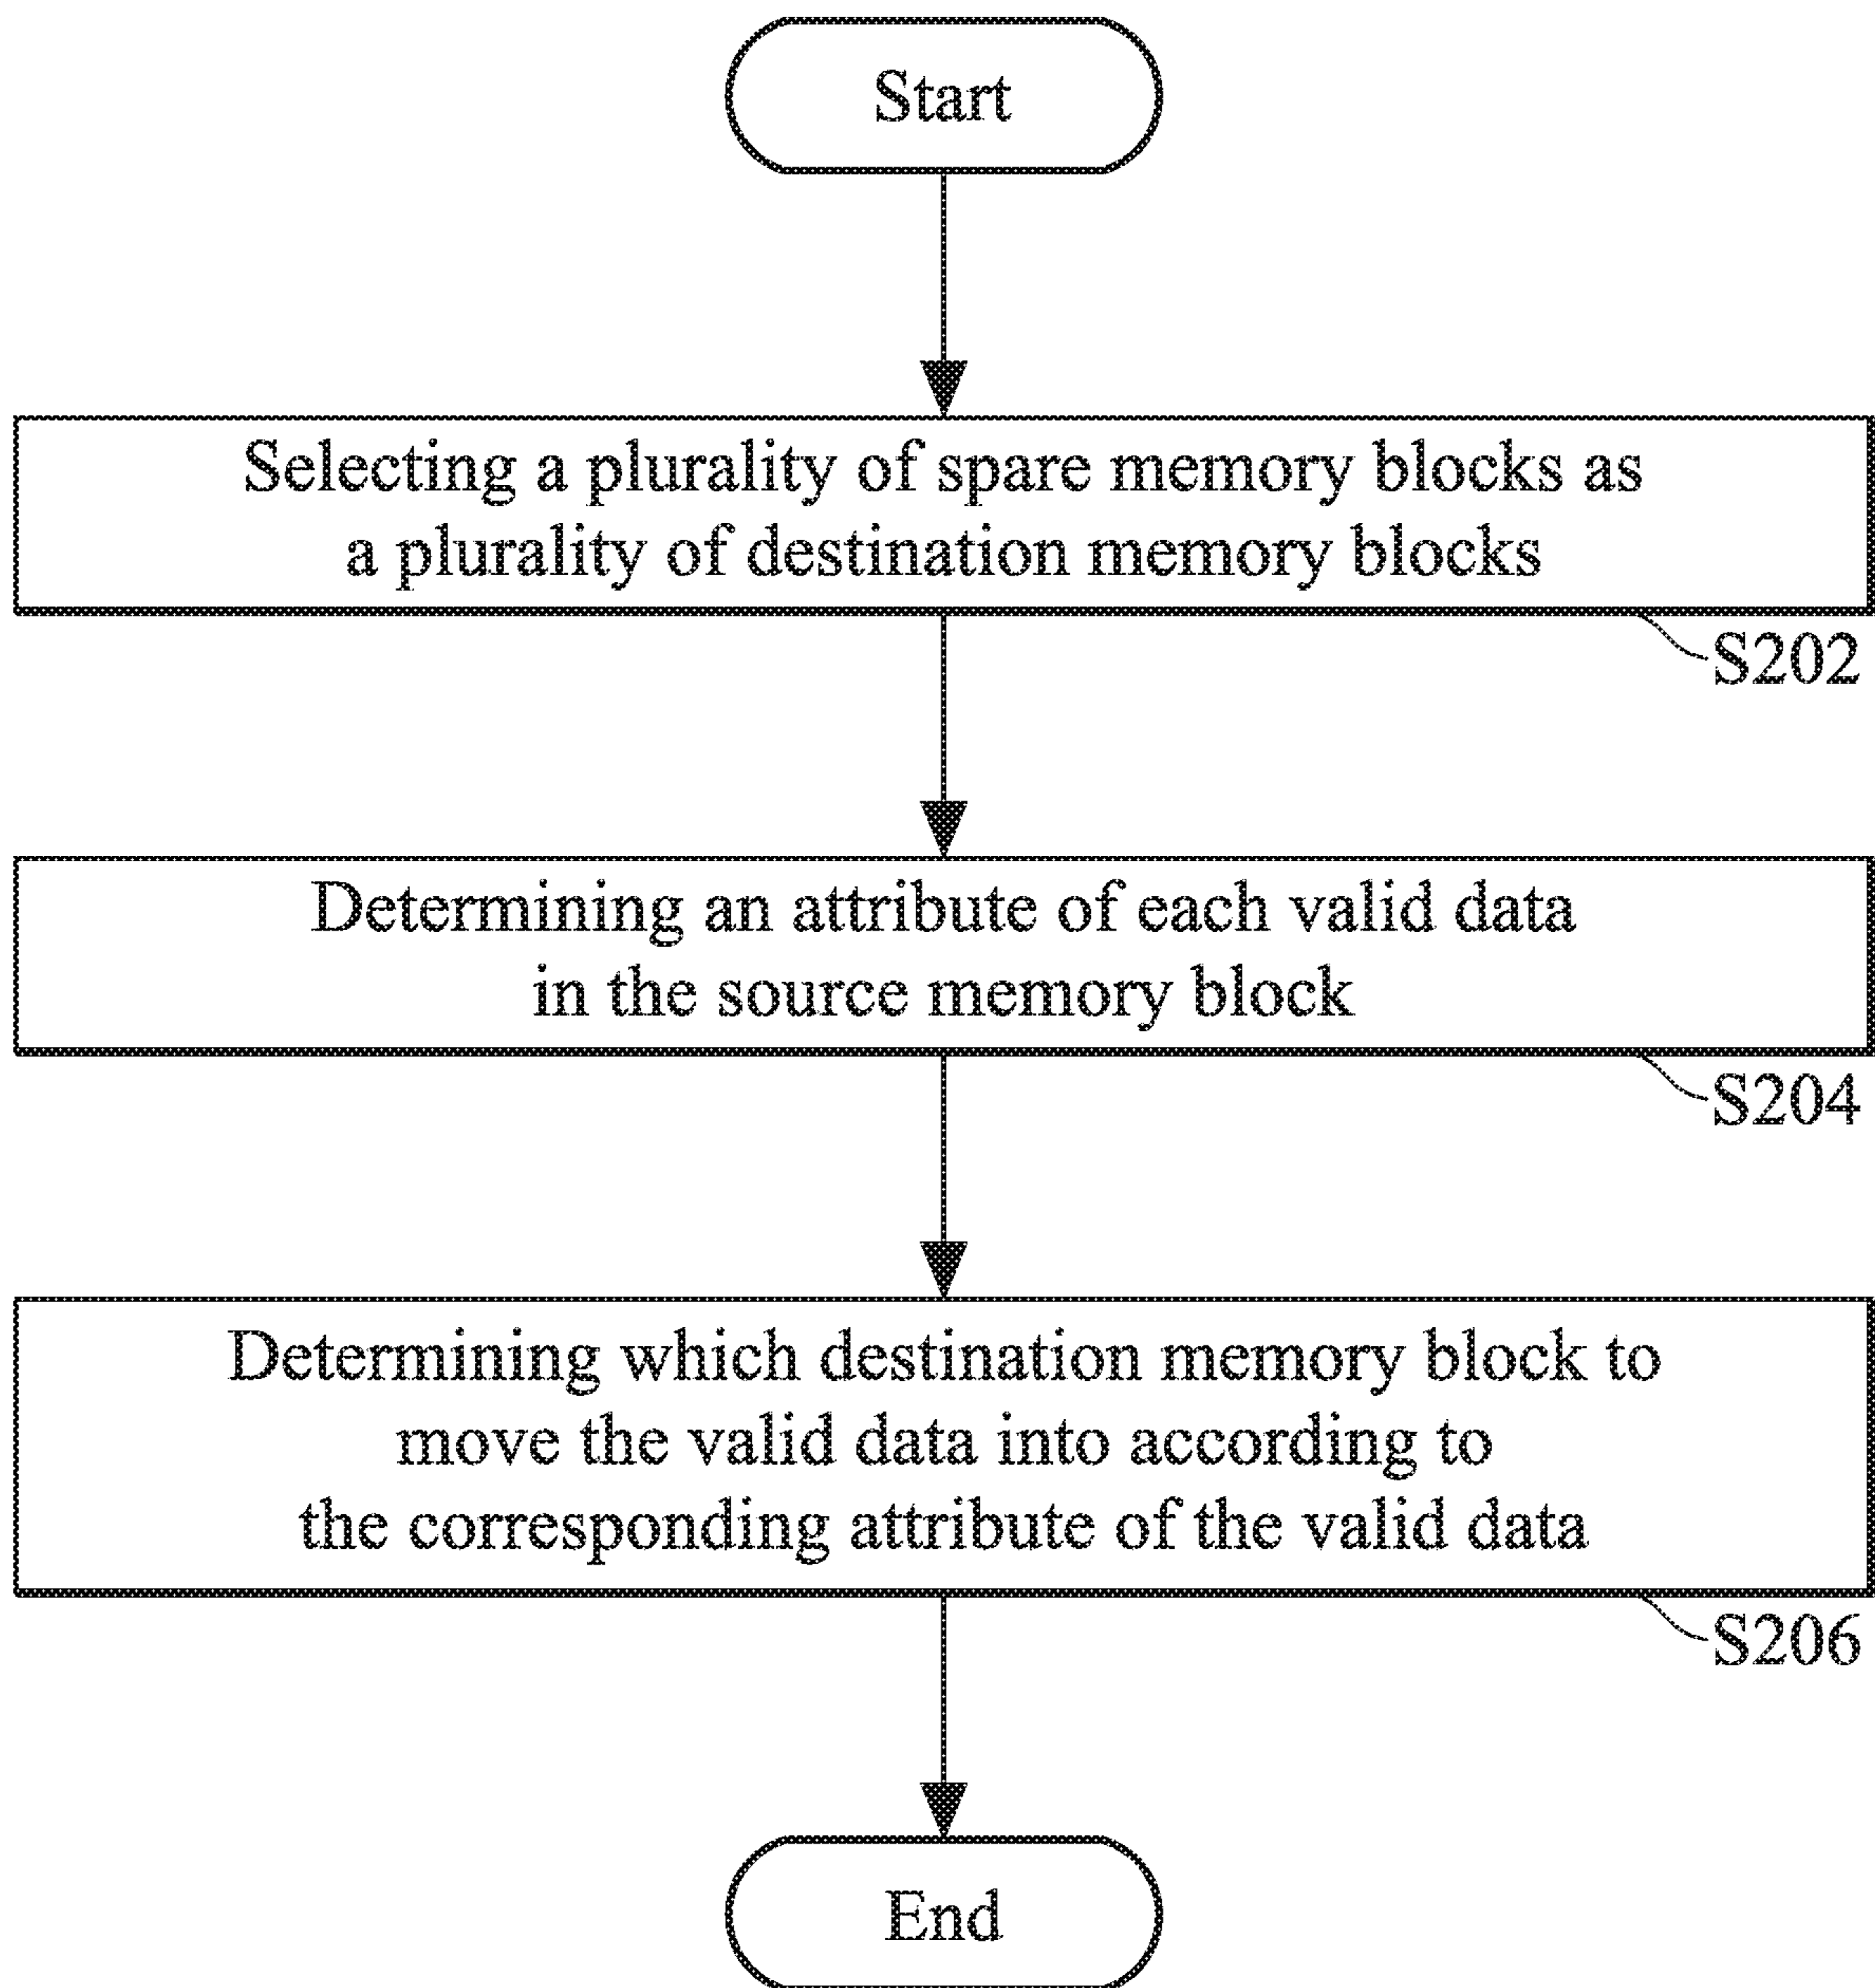 Start
Selecting a plurality of spare memory blocks as
a plurality of destination memory blocks
S202
Determining an attribute of each valid data
in the source memory block
S204
Determining which destination memory block to
move the valid data into according to
the corresponding attribute of the valid data
S206
End